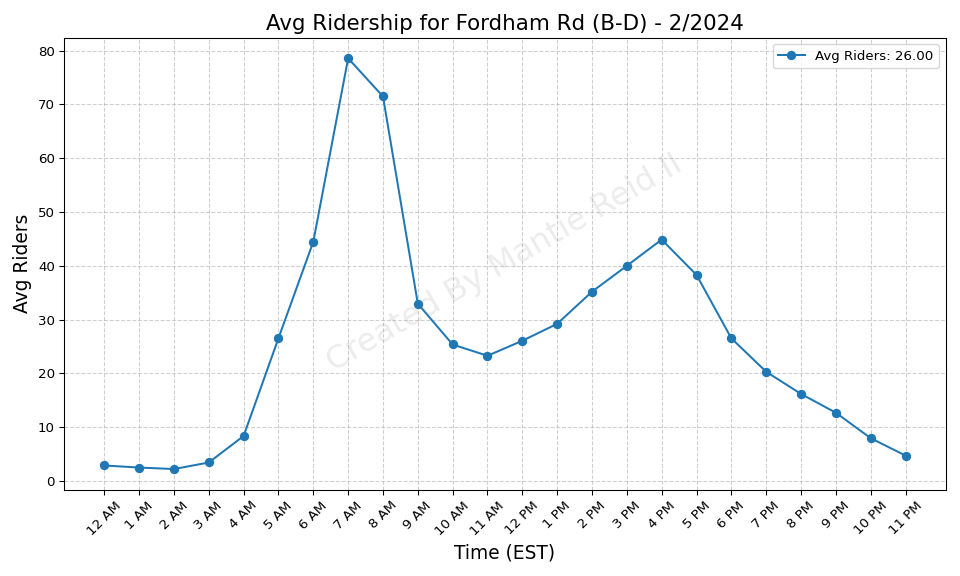 Avg Ridership for Fordham Rd (B-D) - 2/2024
Avg Riders: 26.00
Avg Riders
80
70
60
50
40
30
20
10
0
Created By Mantie Reid II
12 AM
1 AM
2 AM
3 AM
4 AM
5 AM
6 AM
7 AM
8 AM
9 AM
10 AM
11 AM
12 PM
1 PM
2 PM
3 PM
4 PM
5 PM
6 PM
7 PM
8 PM
9 PM
10 PM
11 PM
Time (EST)